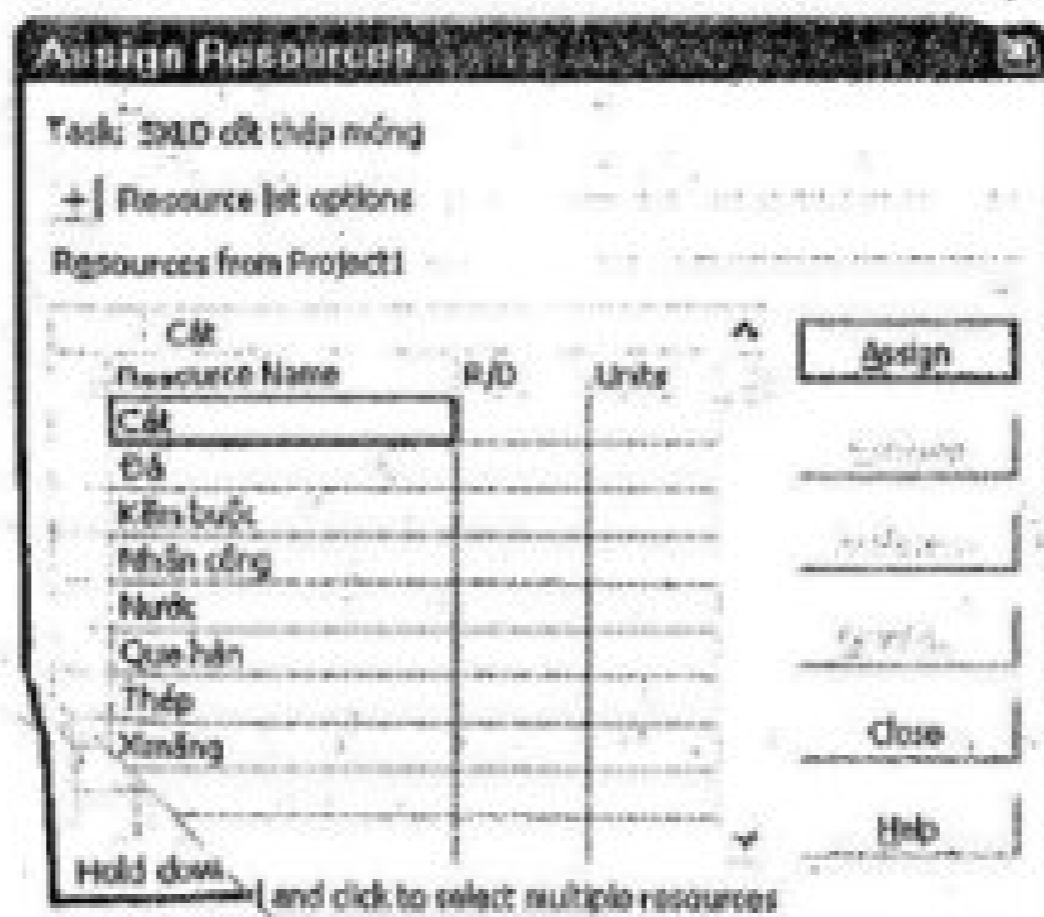 Assign Resources
Task: SXLD cốt thép móng
+ Resource list options
Resources from Project1
Cát
Resource Name R/D Units
Cát
Đá
Kẽm buộc
Nhân công
Nước
Que hàn
Thép
Ximăng
Assign
Close
Help
Hold down
and click to select multiple resources